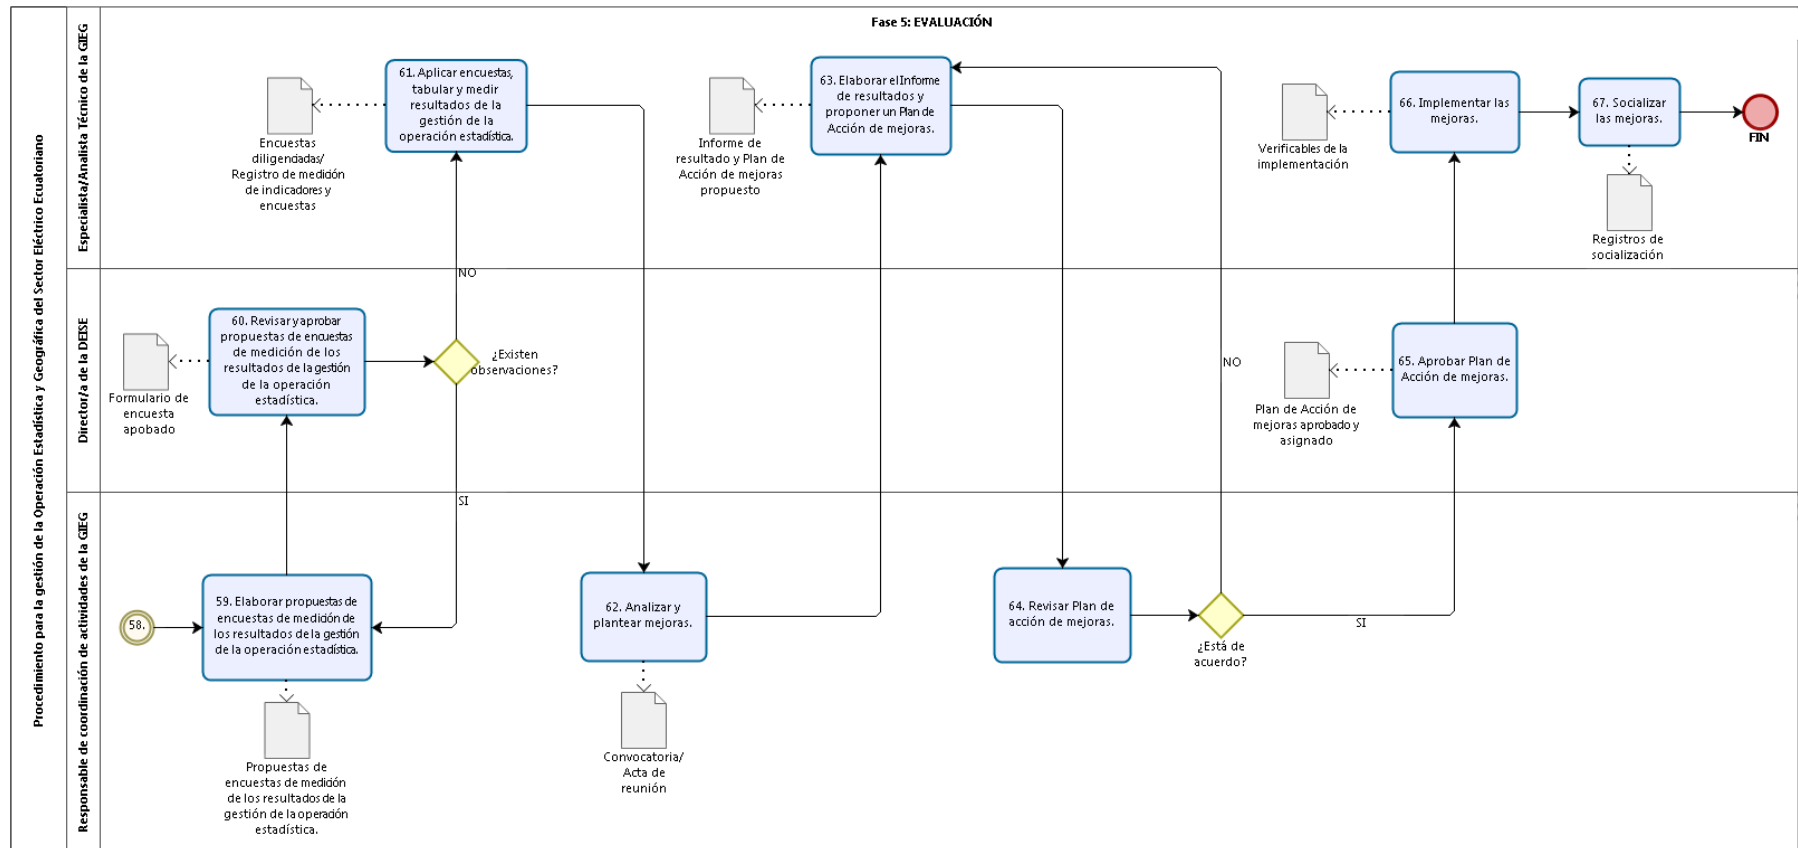 Fase 5: EVALUACIÓN
Procedimiento para la gestión de la Operación Estadística y Geográfica del Sector Eléctrico Ecuatoriano
Especialista/Analista Técnico de la GIEG
61. Aplicar encuestas,
tabular y medir
resultados de la
gestión de la
operación estadística.
Encuestas
diligenciadas/
Registro de medición
de indicadores y
encuestas
63. Elaborar el Informe
de resultados y
proponer un Plan de
Acción de mejoras.
Informe de
resultado y Plan de
Acción de mejoras
propuesto
66. Implementar las
mejoras.
Verificables de la
implementación
67. Socializar
las mejoras.
Registros de
socialización
FIN
NO
Director/a de la DEISE
60. Revisar y aprobar
propuestas de encuestas
de medición de los
resultados de la gestión
de la operación
estadística.
Formulario de
encuesta
apobado
¿Existen
observaciones?
NO
65. Aprobar Plan de
Acción de mejoras.
Plan de Acción de
mejoras aprobado y
asignado
SI
Responsable de coordinación de actividades de la GIEG
58.
59. Elaborar propuestas de
encuestas de medición de
los resultados de la gestión
de la operación estadística.
Propuestas de
encuestas de medición
de los resultados de la
gestión de la operación
estadística.
62. Analizar y
plantear mejoras.
Convocatoria/
Acta de
reunión
64. Revisar Plan de
acción de mejoras.
¿Está de
acuerdo?
SI